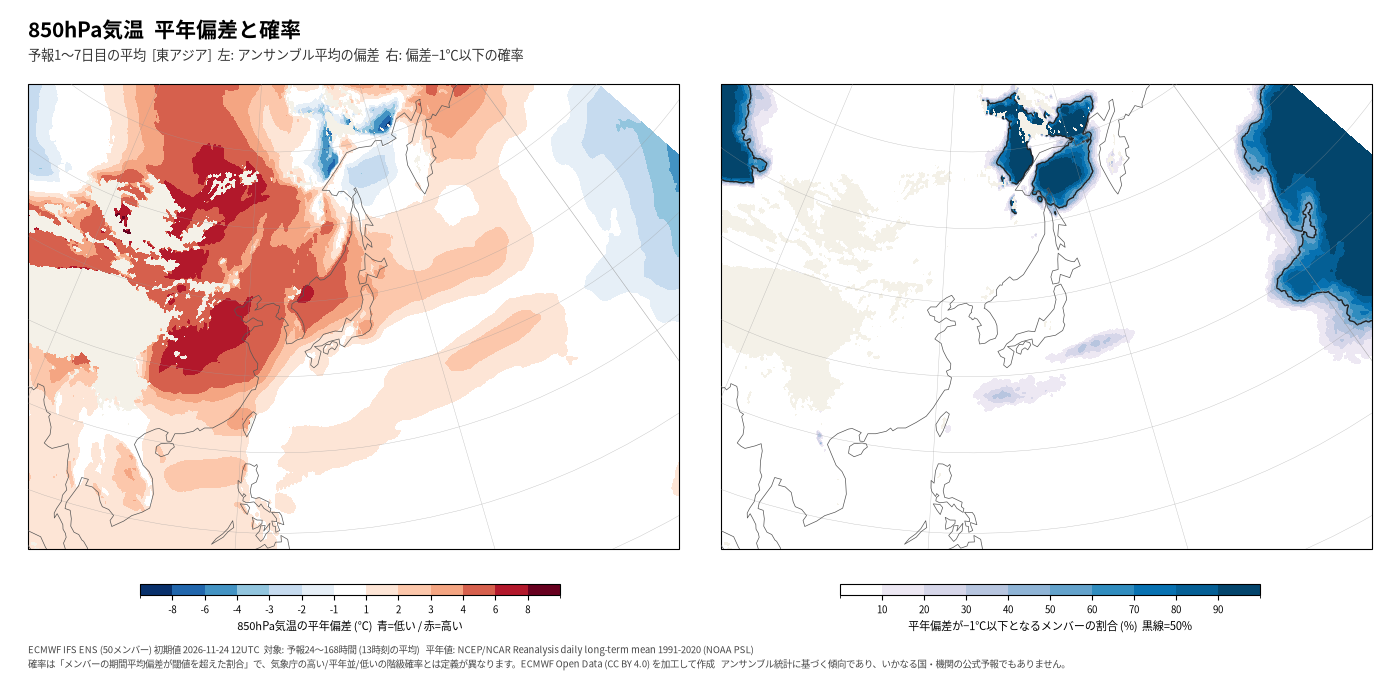 850hPa気温 平年偏差と確率
予報1～7日目の平均 [東アジア] 左: アンサンブル平均の偏差 右: 偏差−1℃以下の確率
-8 -6 -4 -3 -2 -1 1 2 3 4 6 8
850hPa気温の平年偏差 (℃) 青=低い / 赤=高い
10 20 30 40 50 60 70 80 90
平年偏差が−1℃以下となるメンバーの割合 (%) 黒線=50%
ECMWF IFS ENS (50メンバー) 初期値 2026-11-24 12UTC 対象: 予報24～168時間 (13時刻の平均) 平年値: NCEP/NCAR Reanalysis daily long-term mean 1991-2020 (NOAA PSL)
確率は「メンバーの期間平均偏差が閾値を超えた割合」で、気象庁の高い/平年並/低いの階級確率とは定義が異なります。ECMWF Open Data (CC BY 4.0) を加工して作成 アンサンブル統計に基づく傾向であり、いかなる国・機関の公式予報でもありません。